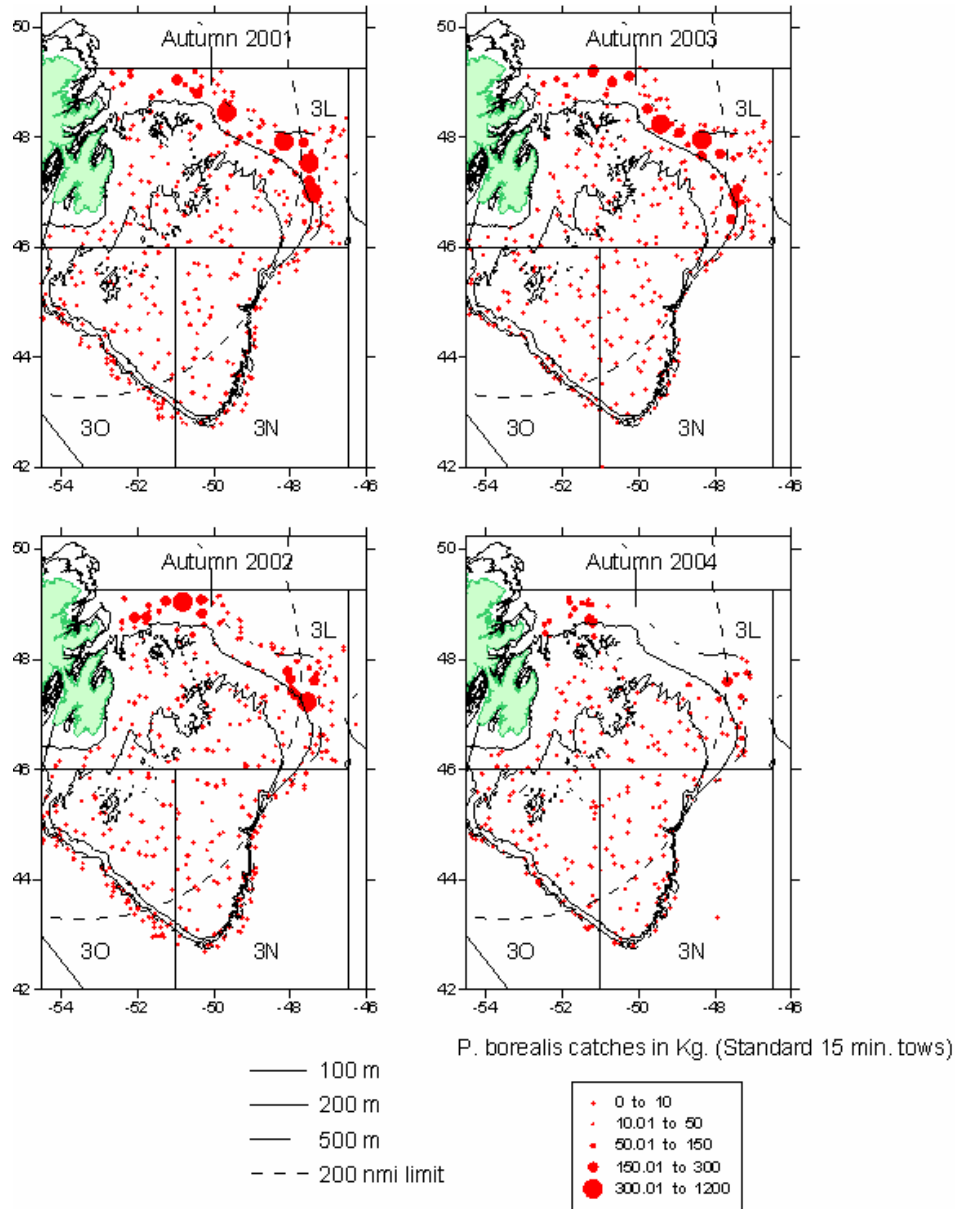 Autumn 2001
3L
3O
3N
50
48
46
44
42
-54
-52
-50
-48
-46
Autumn 2003
3L
3O
3N
50
48
46
44
42
-54
-52
-50
-48
-46
Autumn 2002
3L
3O
3N
50
48
46
44
42
-54
-52
-50
-48
-46
Autumn 2004
3L
3O
3N
50
48
46
44
42
-54
-52
-50
-48
-46
100 m
200 m
500 m
200 nmi limit
P. borealis catches in Kg. (Standard 15 min. tows)
0 to 10
10.01 to 50
50.01 to 150
150.01 to 300
300.01 to 1200